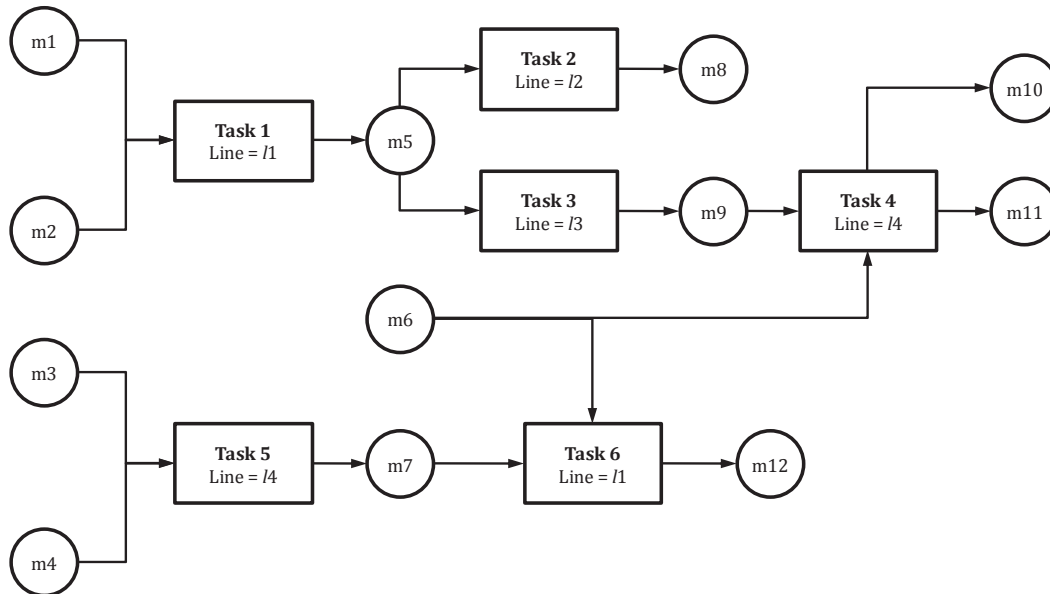 m1
Task 2
Line = l2
m8
m10
Task 1
Line = l1
m5
Task 3
Line = l3
m9
Task 4
Line = l4
m11
m2
m6
m3
Task 5
Line = l4
m7
Task 6
Line = l1
m12
m4